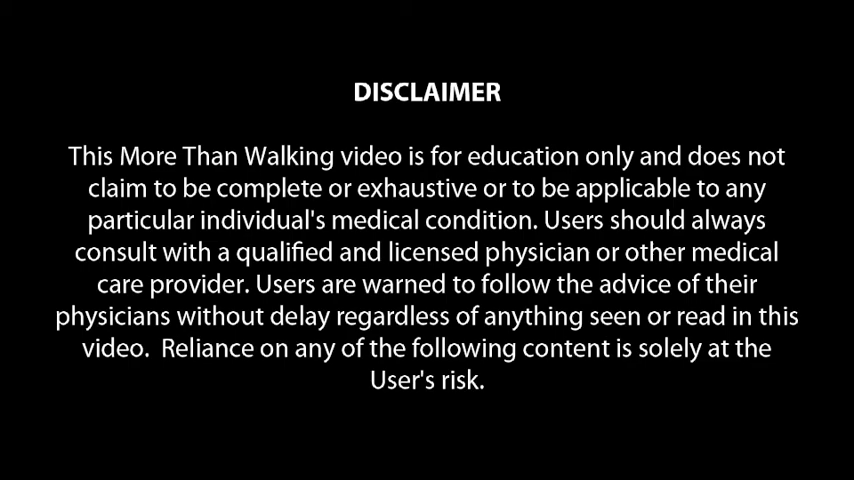 DISCLAIMER
This More Than Walking video is for education only and does not
claim to be complete or exhaustive or to be applicable to any
particular individual's medical condition. Users should always
consult with a qualified and licensed physician or other medical
care provider. Users are warned to follow the advice of their
physicians without delay regardless of anything seen or read in this
video.  Reliance on any of the following content is solely at the
User's risk.